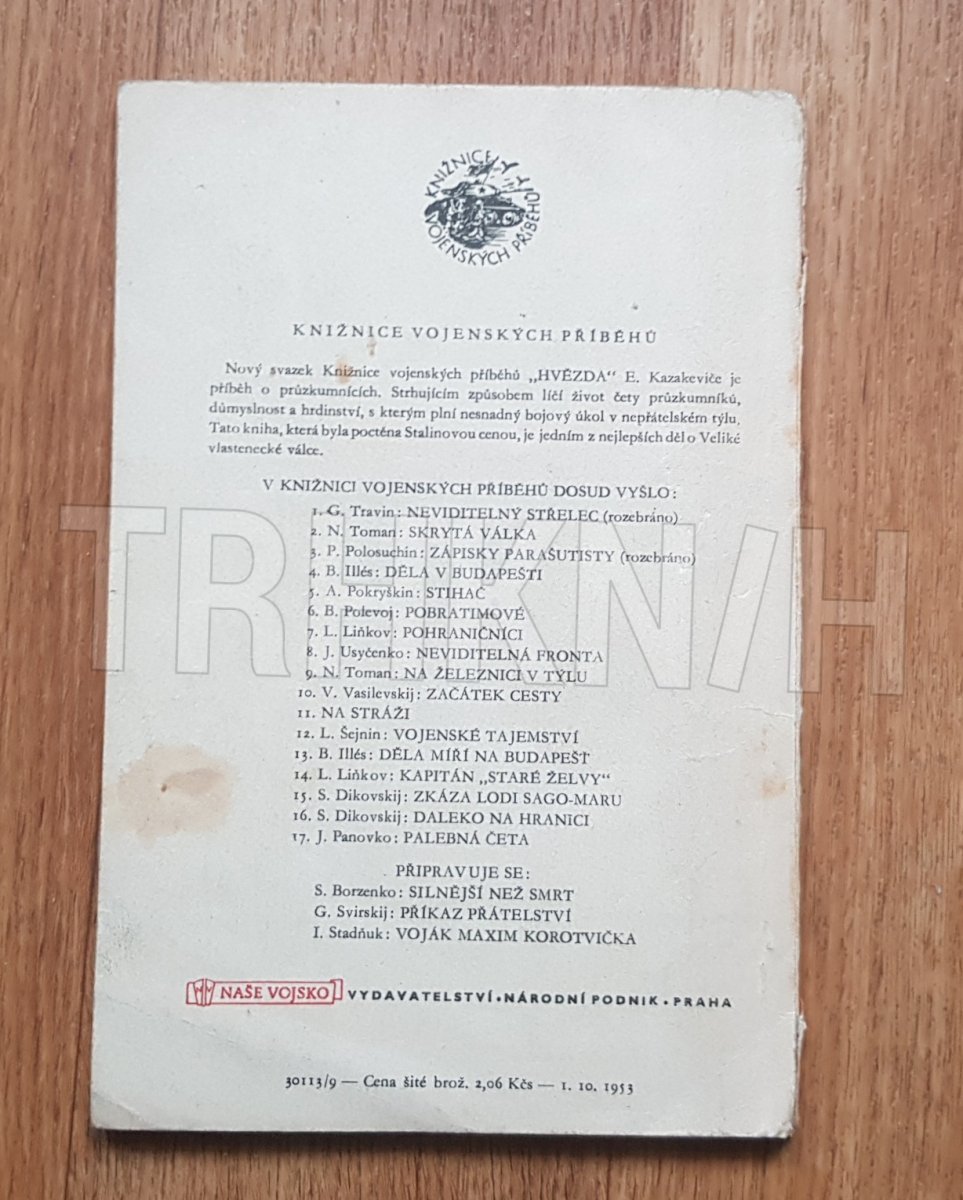 KNIŽNICE
VOJENSKÝCH PŘÍBĚHŮ
KNIŽNICE VOJENSKÝCH PŘÍBĚHŮ
Nový svazek Knižnice vojenských příběhů „HVĚZDA“ E. Kazakeviče je
příběh o průzkumnících. Strhujícím způsobem líčí život čety průzkumníků,
důmyslnost a hrdinství, s kterým plní nesnadný bojový úkol v nepřátelském týlu.
Tato kniha, která byla poctěna Stalinovou cenou, je jedním z nejlepších děl o Veliké
vlastenecké válce.
V KNIŽNICI VOJENSKÝCH PŘÍBĚHŮ DOSUD VYŠLO:
1. G. Travin: NEVIDITELNÝ STŘELEC (rozebráno)
2. N. Toman: SKRYTÁ VÁLKA
3. P. Polosuchin: ZÁPISKY PARAŠUTISTY (rozebráno)
4. B. Illés: DĚLA V BUDAPEŠTI
5. A. Pokryškin: STIHAČ
6. B. Polevoj: POBRATIMOVÉ
7. L. Liňkov: POHRANIČNÍCI
8. J. Usyčenko: NEVIDITELNÁ FRONTA
9. N. Toman: NA ŽELEZNICI V TÝLU
10. V. Vasilevskij: ZAČÁTEK CESTY
11. NA STRÁŽI
12. L. Šejnin: VOJENSKÉ TAJEMSTVÍ
13. B. Illés: DĚLA MÍŘÍ NA BUDAPEŠŤ
14. L. Liňkov: KAPITÁN „STARÉ ŽELVY“
15. S. Dikovskij: ZKÁZA LODI SAGO-MARU
16. S. Dikovskij: DALEKO NA HRANICI
17. J. Panovko: PALEBNÁ ČETA
PŘIPRAVUJE SE:
S. Borzenko: SILNĚJŠÍ NEŽ SMRT
G. Svirskij: PŘÍKAZ PŘÁTELSTVÍ
I. Stadňuk: VOJÁK MAXIM KOROTVIČKA
NAŠE VOJSKO VYDAVATELSTVÍ • NÁRODNÍ PODNIK • PRAHA
30113/9 — Cena šité brož. 2,06 Kčs — 1. 10. 1953